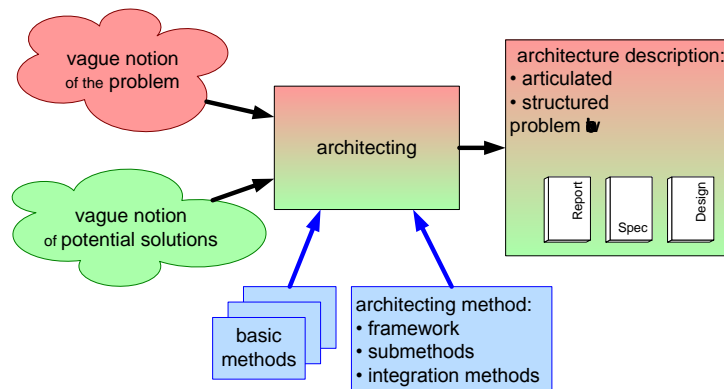 vague notion
of the problem
vague notion
of potential solutions
architecting
architecture description:
• articulated
• structured
problem
Report
Spec
Design
basic
methods
architecting method:
• framework
• submethods
• integration methods